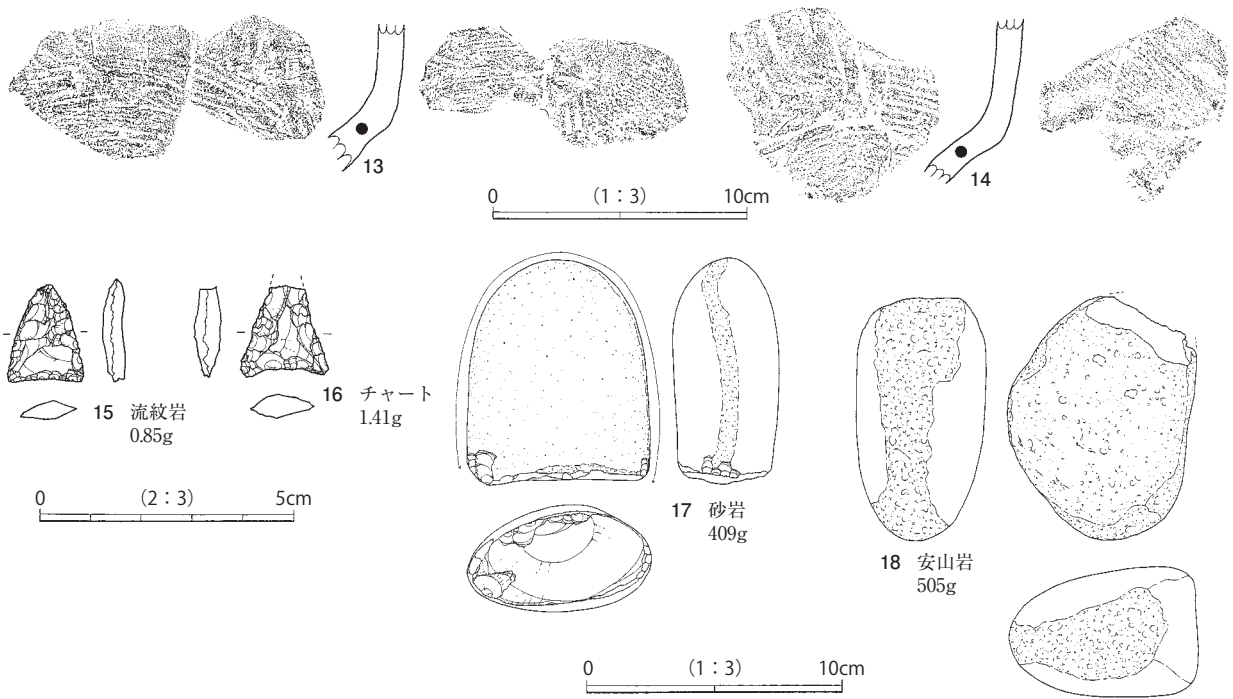 13
14
0 (1：3) 10cm
15 流紋岩
0.85g
16 チャート
1.41g
0 (2：3) 5cm
17 砂岩
409g
18 安山岩
505g
0 (1：3) 10cm